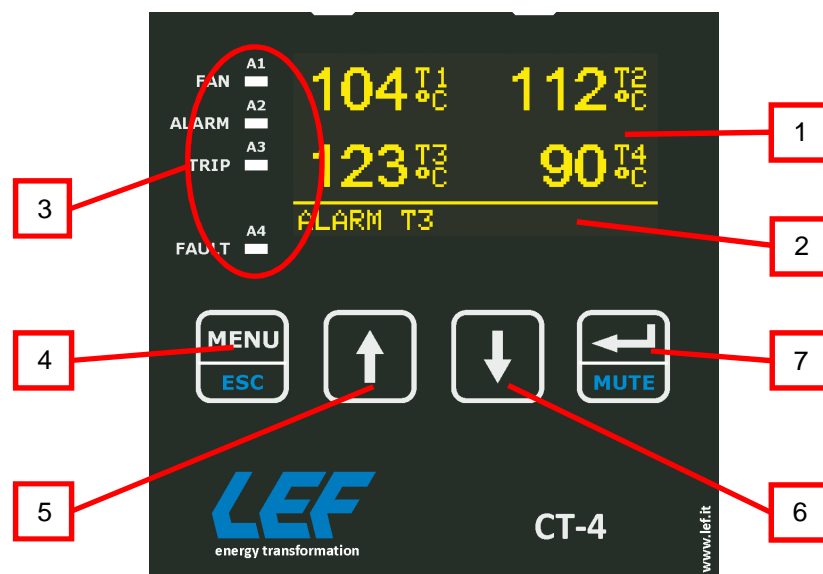 A1
FAN
A2
ALARM
A3
TRIP
A4
FAULT
104 T1 °C 112 T2 °C
123 T3 °C 90 T4 °C
ALARM T3
1
2
3
MENU
ESC
MUTE
4
7
5
6
LEF
energy transformation
CT-4
www.lef.it